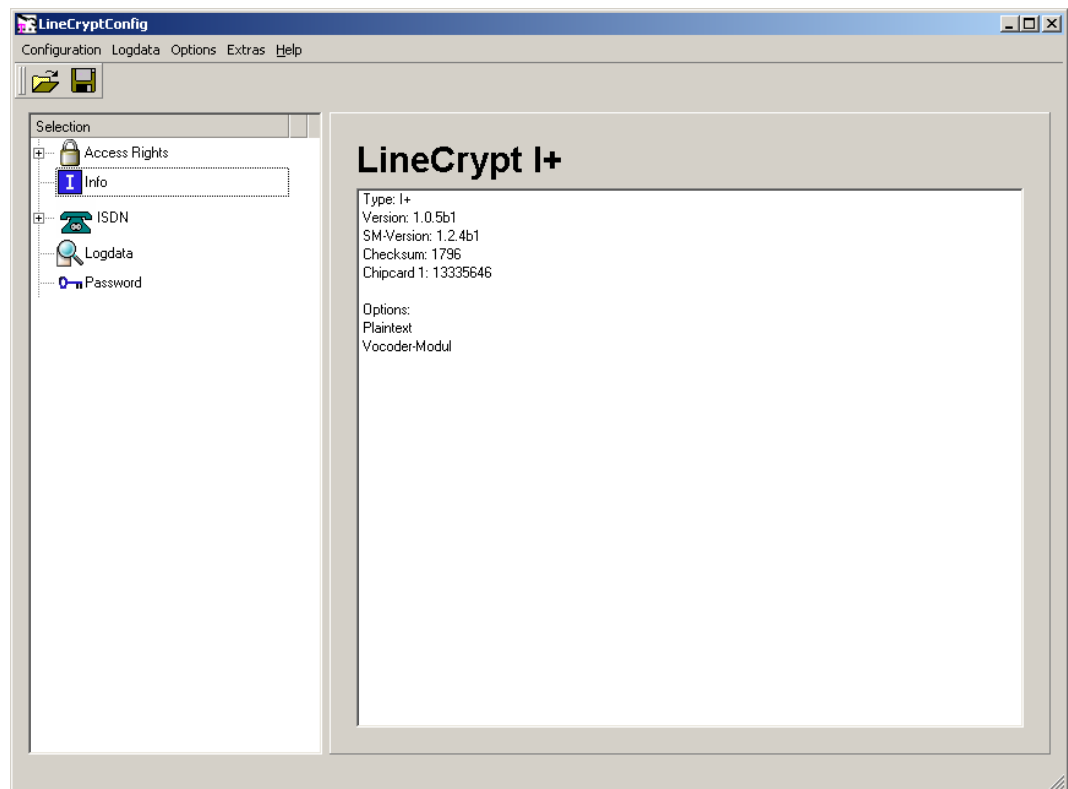 LineCryptConfig
Configuration Logdata Options Extras Help
Selection
Access Rights
I Info
ISDN
Logdata
Password
LineCrypt I+
Type: I+
Version: 1.0.5b1
SM-Version: 1.2.4b1
Checksum: 1796
Chipcard 1: 13335646
Options:
Plaintext
Vocoder-Modul